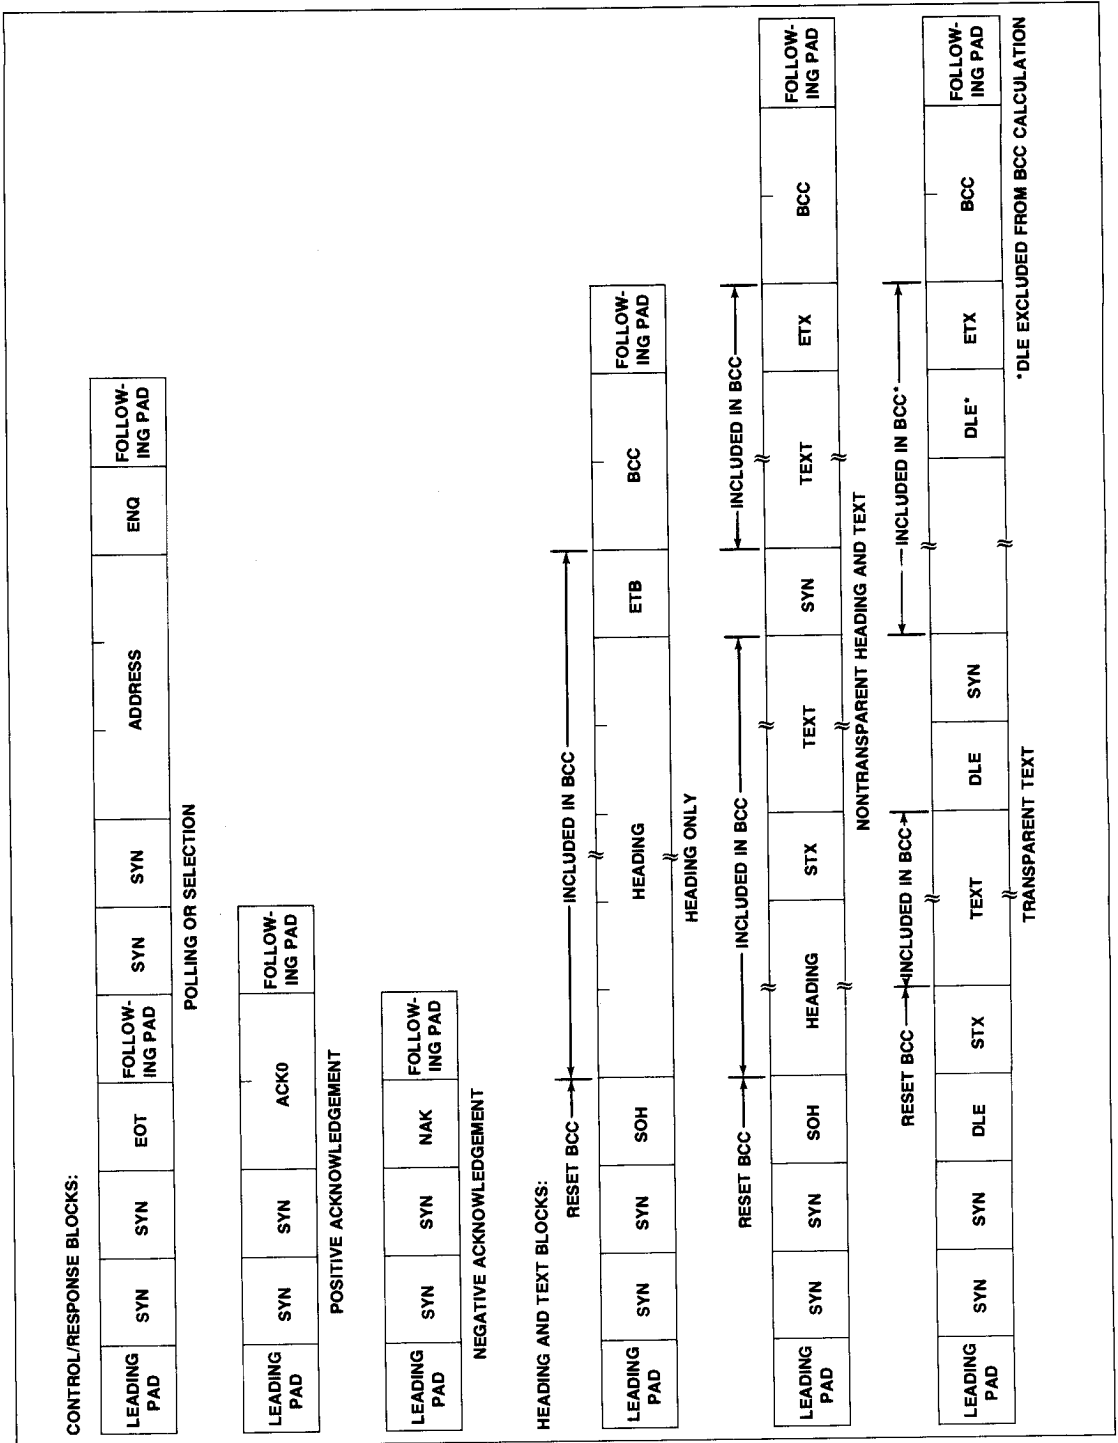 CONTROL/RESPONSE BLOCKS:
LEADING PAD SYN SYN EOT FOLLOW-ING PAD SYN SYN ADDRESS ENQ FOLLOW-ING PAD
POLLING OR SELECTION
LEADING PAD SYN SYN ACK0 FOLLOW-ING PAD
POSITIVE ACKNOWLEDGEMENT
LEADING PAD SYN SYN NAK FOLLOW-ING PAD
NEGATIVE ACKNOWLEDGEMENT
HEADING AND TEXT BLOCKS:
RESET BCC INCLUDED IN BCC
LEADING PAD SYN SYN SOH HEADING ETB BCC FOLLOW-ING PAD
HEADING ONLY
RESET BCC INCLUDED IN BCC INCLUDED IN BCC
LEADING PAD SYN SYN SOH HEADING STX TEXT SYN TEXT ETX BCC FOLLOW-ING PAD
NONTRANSPARENT HEADING AND TEXT
RESET BCC INCLUDED IN BCC INCLUDED IN BCC*
LEADING PAD SYN SYN DLE STX TEXT DLE SYN DLE* ETX BCC FOLLOW-ING PAD
TRANSPARENT TEXT
*DLE EXCLUDED FROM BCC CALCULATION